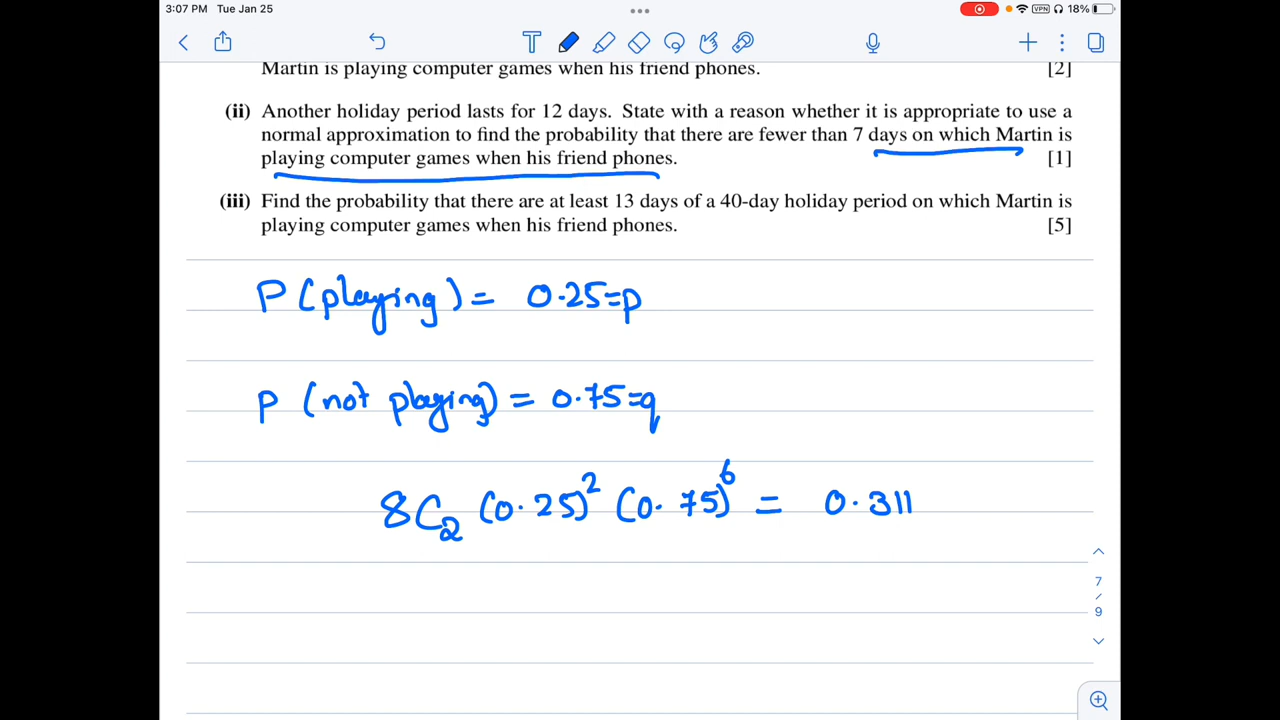 3:07 PM Tue Jan 25
VPN 18%
T
Martin is playing computer games when his friend phones. [2]
(ii) Another holiday period lasts for 12 days. State with a reason whether it is appropriate to use a
normal approximation to find the probability that there are fewer than 7 days on which Martin is
playing computer games when his friend phones. [1]
(iii) Find the probability that there are at least 13 days of a 40-day holiday period on which Martin is
playing computer games when his friend phones. [5]
P (playing) = 0.25=p
P (not playing) = 0.75=q
8C₂ (0.25)² (0.75)⁶ = 0.311
7
/
9